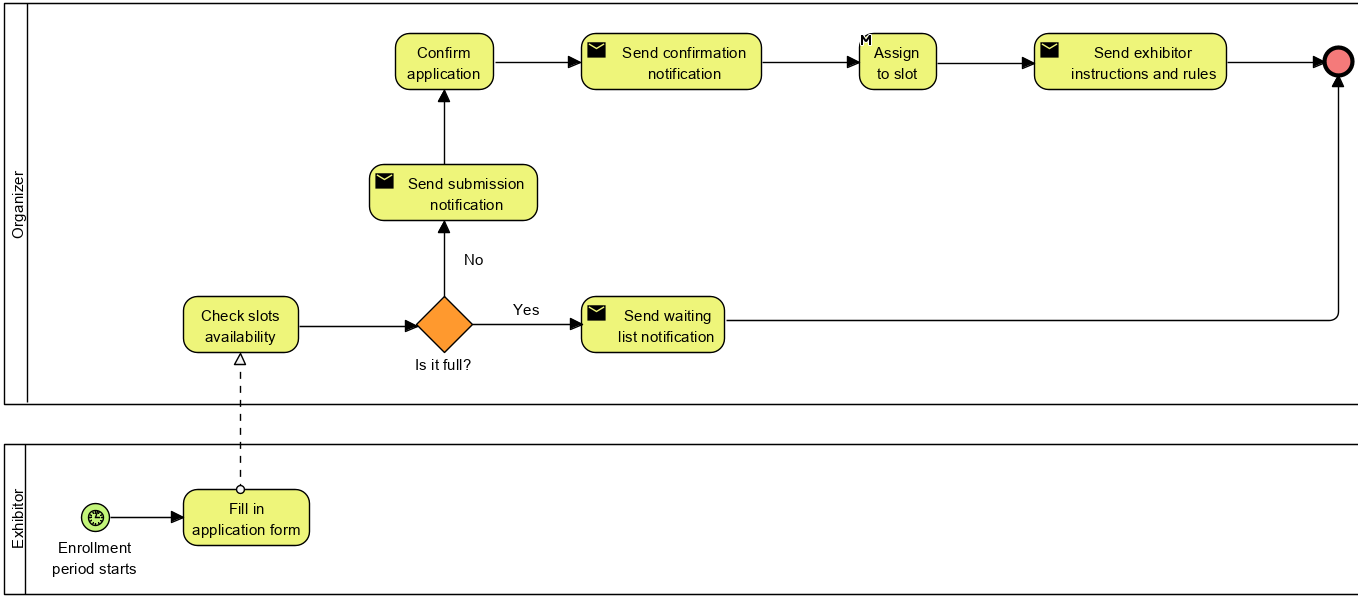 Organizer
Confirm
application
Send confirmation
notification
M
Assign
to slot
Send exhibitor
instructions and rules
Send submission
notification
No
Check slots
availability
Is it full?
Yes
Send waiting
list notification
Exhibitor
Enrollment
period starts
Fill in
application form